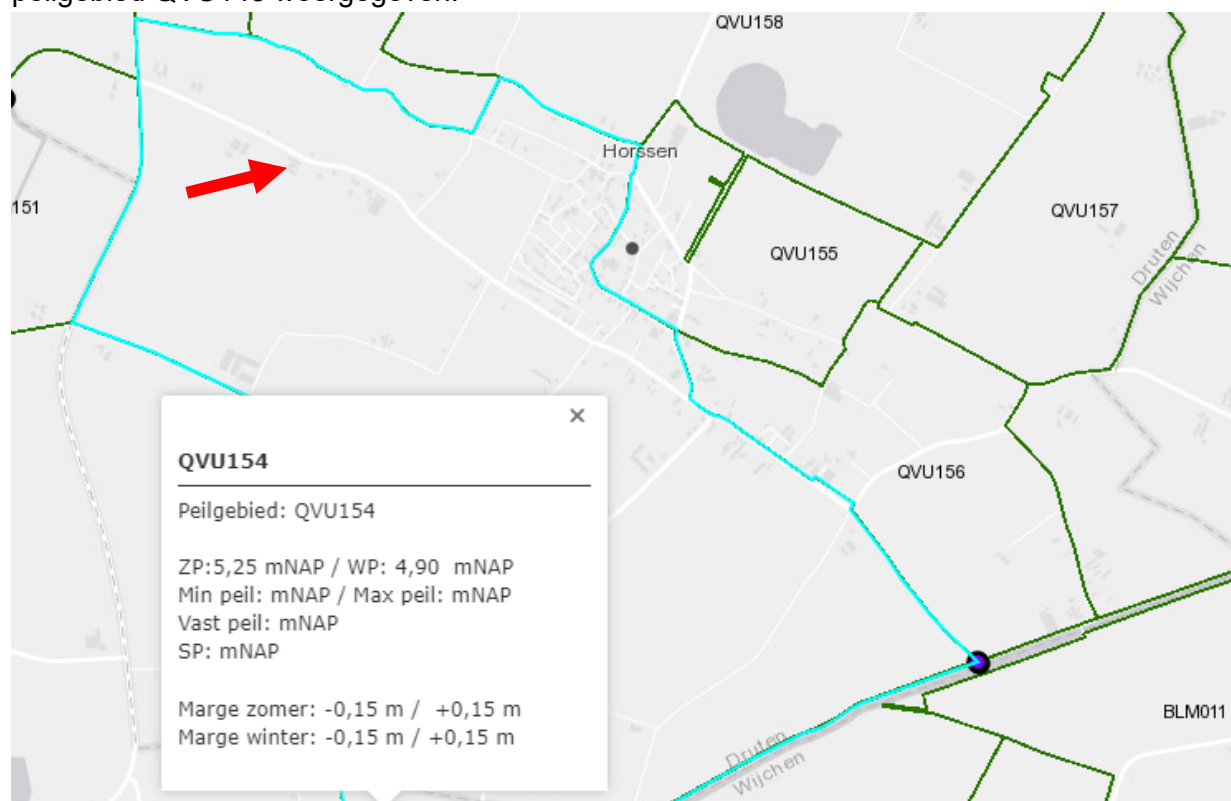 QVU158
Horssen
151
QVU157
QVU155
Druten
Wijchen
×
QVU154
Peilgebied: QVU154
QVU156
ZP:5,25 mNAP / WP: 4,90 mNAP
Min peil: mNAP / Max peil: mNAP
Vast peil: mNAP
SP: mNAP
Marge zomer: -0,15 m / +0,15 m
Marge winter: -0,15 m / +0,15 m
BLM011
Druten
Wijchen